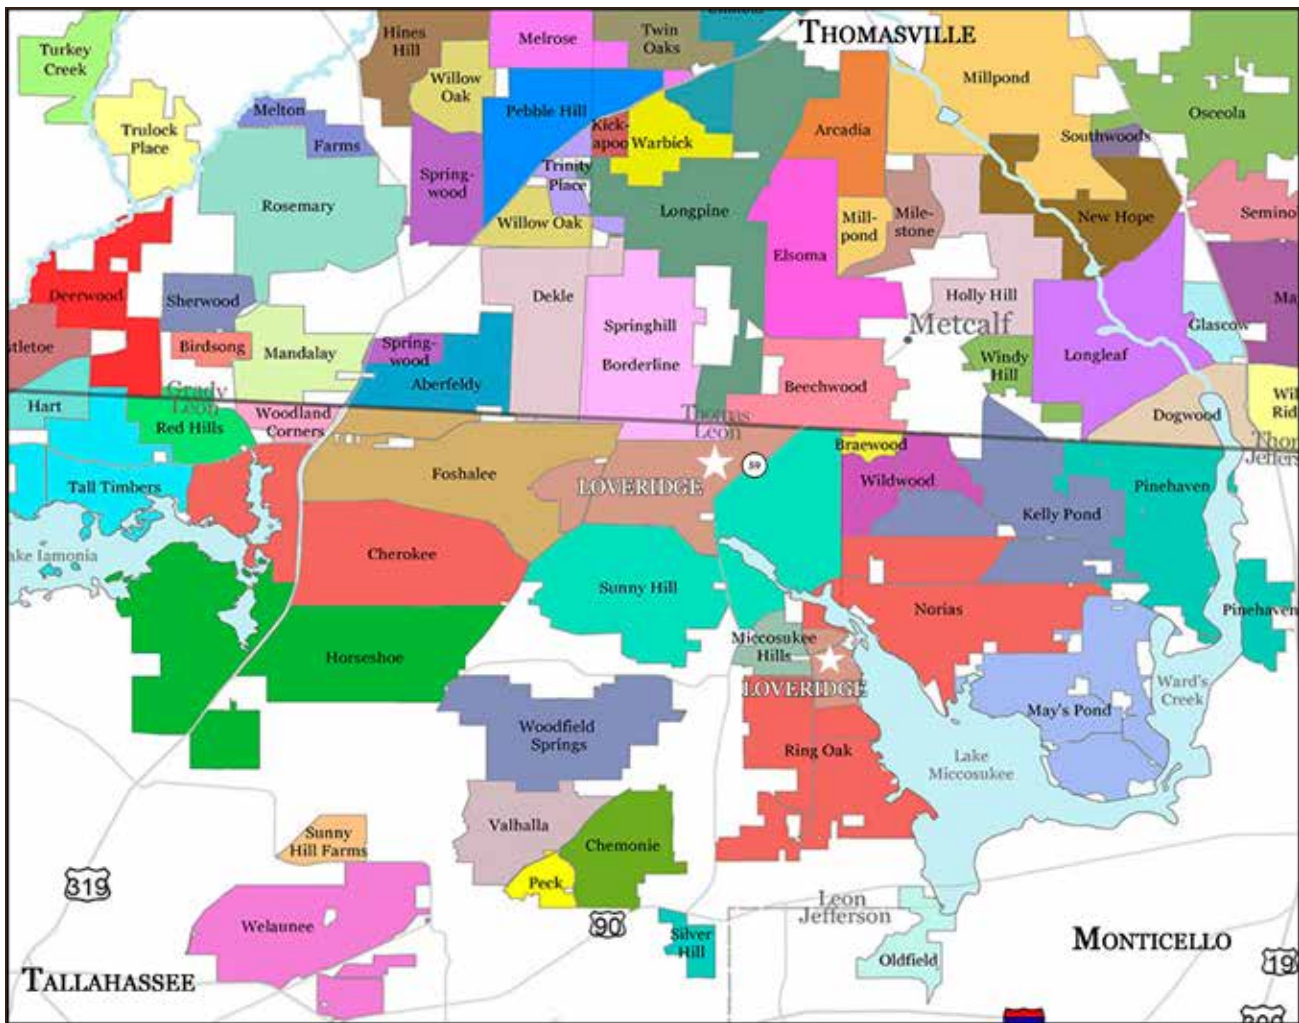 THOMASVILLE
Turkey
Creek
Hines
Hill
Melrose
Twin
Oaks
Millpond
Willow
Oak
Trulock
Place
Melton
Farms
Pebble Hill
Kick-
apoo
Warbick
Arcadia
Southwoods
Osceola
Spring-
wood
Trinity
Place
Rosemary
Willow Oak
Longpine
Mill-
pond
Mile-
stone
New Hope
Semino
Elsoma
Deerwood
Sherwood
Dekle
Holly Hill
Ma
Springhill
Metcalf
Glascow
stletoe
Birdsong
Mandalay
Spring-
wood
Borderline
Windy
Hill
Longleaf
Aberfeldy
Beechwood
Hart
Grady
Leon
Red Hills
Woodland
Corners
Thomas
Leon
Dogwood
Wil
Rid
Thor
Jeffers
Braewood
59
Foshalee
LOVERIDGE
Wildwood
Tall Timbers
Pinehaven
Kelly Pond
ake Iamonia
Cherokee
Sunny Hill
Norias
Pinehaven
Miccosukee
Hills
Horseshoe
LOVERIDGE
Ward's
Creek
May's Pond
Woodfield
Springs
Ring Oak
Lake
Miccosukee
Valhalla
Sunny
Hill Farms
Chemonie
319
Peck
Leon
Jefferson
Welaunee
90
Silver
Hill
Oldfield
MONTICELLO
19
TALLAHASSEE